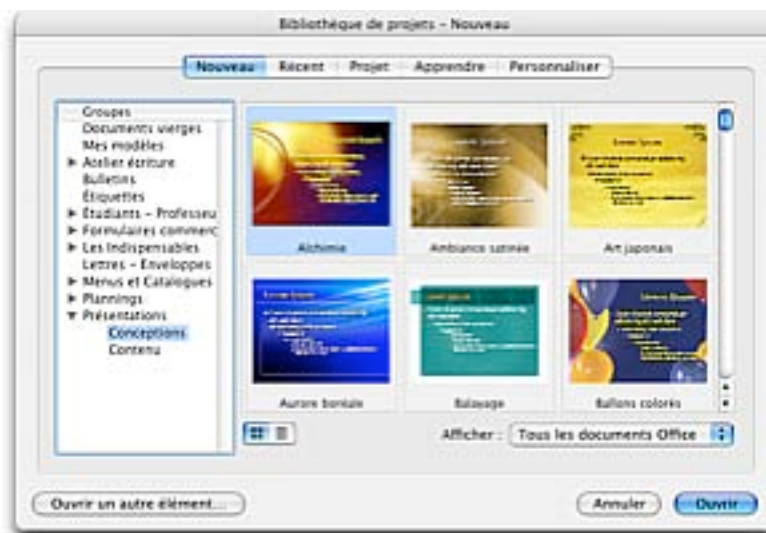 Bibliothèque de projets – Nouveau
Nouveau Récent Projet Apprendre Personnaliser
Groupes
Documents vierges
Mes modèles
Atelier écriture
Bulletins
Étiquettes
Étudiants – Professeu
Formulaires commerc
Les Indispensables
Lettres – Enveloppes
Menus et Catalogues
Plannings
Présentations
Conceptions
Contenu
Alchimie
Ambiance satinée
Art japonais
Aurore boréale
Balayage
Ballons colorés
Afficher : Tous les documents Office
Ouvrir un autre élément...
Annuler
Ouvrir